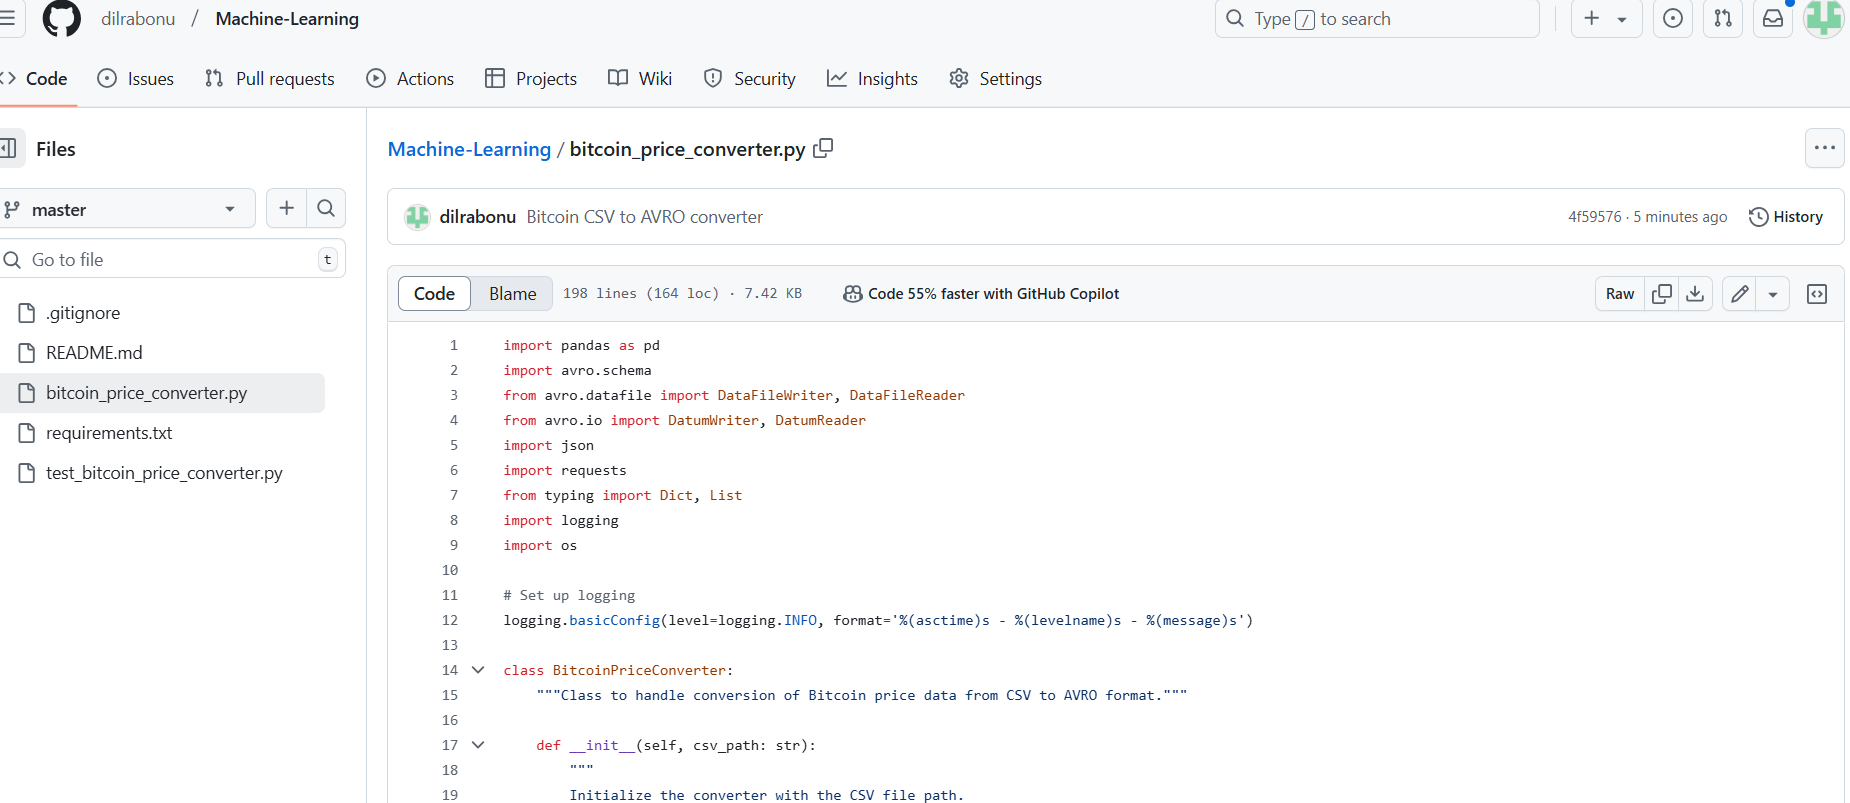 dilrabonu / Machine-Learning
Type / to search
Code
Issues
Pull requests
Actions
Projects
Wiki
Security
Insights
Settings
Files
master
Go to file
t
.gitignore
README.md
bitcoin_price_converter.py
requirements.txt
test_bitcoin_price_converter.py
Machine-Learning / bitcoin_price_converter.py
dilrabonu Bitcoin CSV to AVRO converter
4f59576 · 5 minutes ago
History
Code
Blame
198 lines (164 loc) · 7.42 KB
Code 55% faster with GitHub Copilot
Raw
1 import pandas as pd
2 import avro.schema
3 from avro.datafile import DataFileWriter, DataFileReader
4 from avro.io import DatumWriter, DatumReader
5 import json
6 import requests
7 from typing import Dict, List
8 import logging
9 import os
10
11 # Set up logging
12 logging.basicConfig(level=logging.INFO, format='%(asctime)s - %(levelname)s - %(message)s')
13
14 class BitcoinPriceConverter:
15 """Class to handle conversion of Bitcoin price data from CSV to AVRO format."""
16
17 def __init__(self, csv_path: str):
18 """
19 Initialize the converter with the CSV file path.